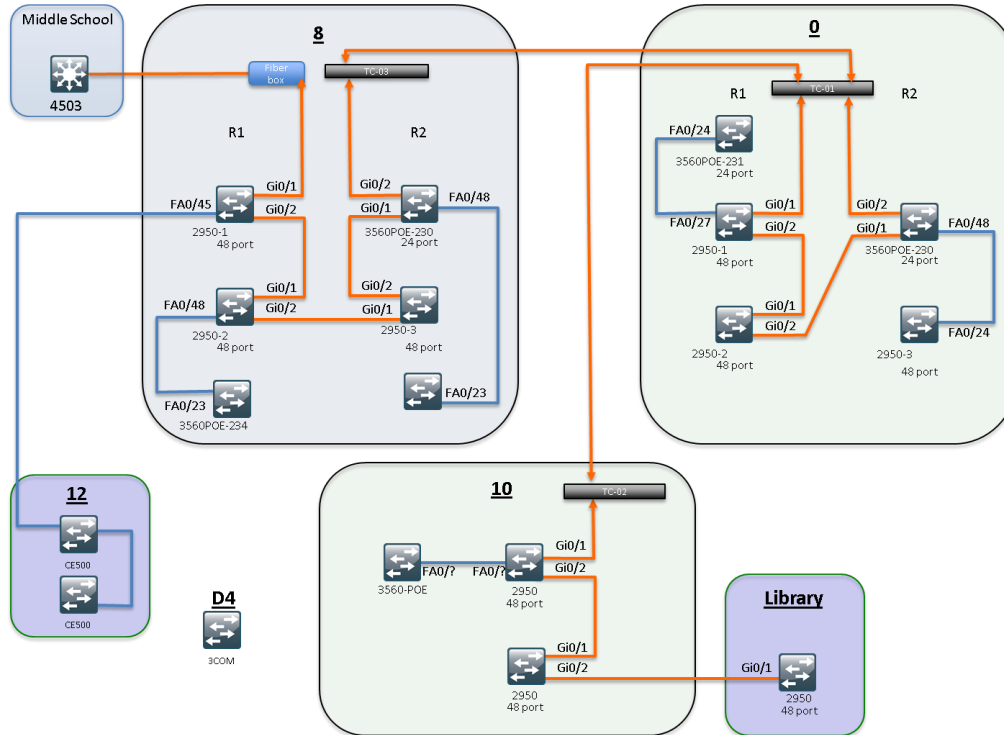 Middle School
4503
8
Fiber
box
TC-03
R1
R2
FA0/45
Gi0/1
Gi0/2
2950-1
48 port
Gi0/2
Gi0/1
FA0/48
3560POE-230
24 port
FA0/48
Gi0/1
Gi0/2
2950-2
48 port
Gi0/2
Gi0/1
2950-3
48 port
FA0/23
3560POE-234
FA0/23
0
TC-01
R1
R2
FA0/24
3560POE-231
24 port
FA0/27
Gi0/1
Gi0/2
2950-1
48 port
Gi0/2
Gi0/1
FA0/48
3560POE-230
24 port
Gi0/1
Gi0/2
2950-2
48 port
2950-3
48 port
FA0/24
12
CE500
CE500
D4
3COM
10
TC-02
3560-POE
FA0/?
FA0/?
Gi0/1
Gi0/2
2950
48 port
Gi0/1
Gi0/2
2950
48 port
Library
Gi0/1
2950
48 port